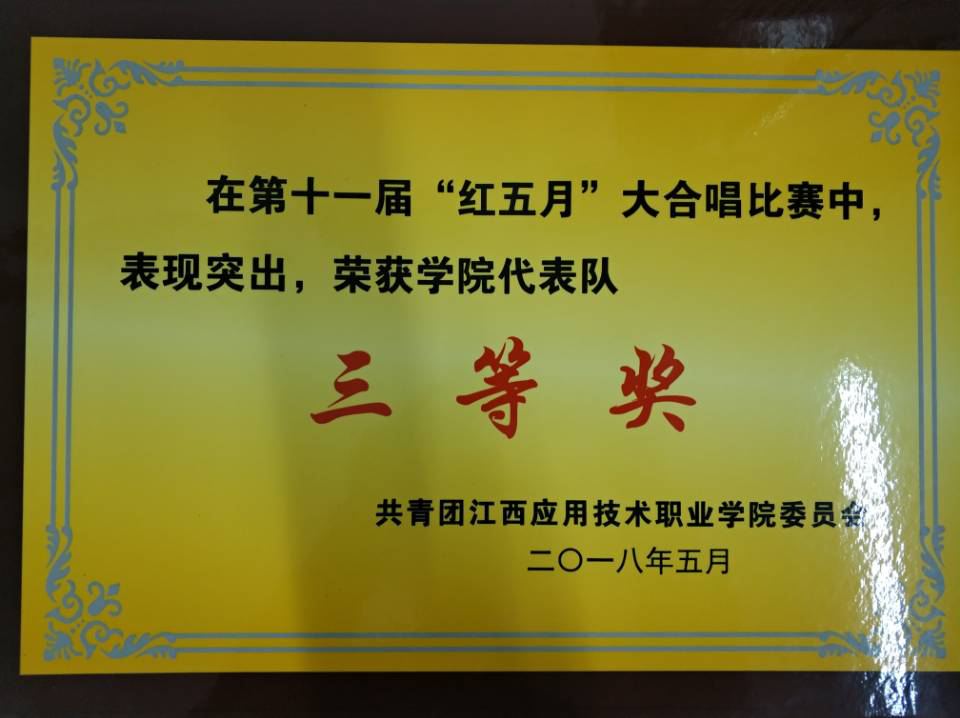 在第十一届“红五月”大合唱比赛中，
表现突出，荣获学院代表队
三等奖
共青团江西应用技术职业学院委员会
二〇一八年五月